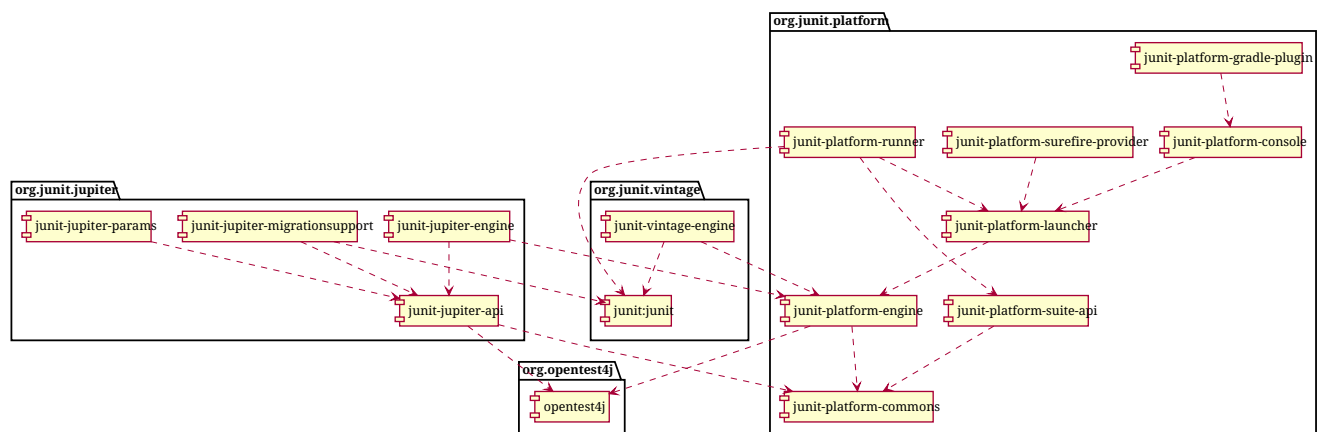 org.junit.platform
junit-platform-gradle-plugin
junit-platform-runner
junit-platform-surefire-provider
junit-platform-console
org.junit.jupiter
org.junit.vintage
junit-jupiter-params
junit-jupiter-migrationsupport
junit-jupiter-engine
junit-vintage-engine
junit-platform-launcher
junit-jupiter-api
junit:junit
junit-platform-engine
junit-platform-suite-api
org.opentest4j
opentest4j
junit-platform-commons